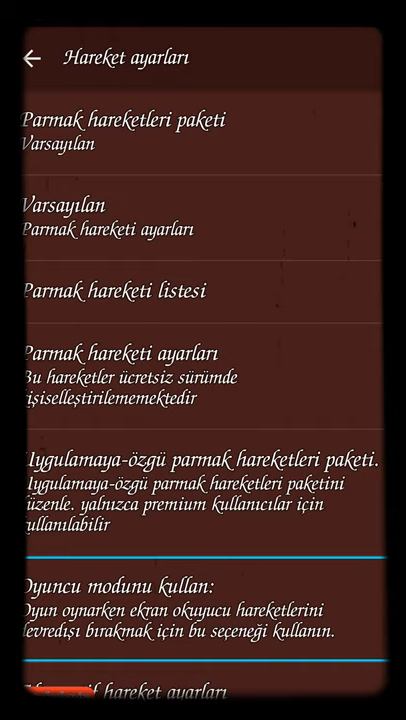 Hareket ayarları
Parmak hareketleri paketi
Varsayılan
Varsayılan
Parmak hareketi ayarları
Parmak hareketi listesi
Parmak hareketi ayarları
Bu hareketler ücretsiz sürümde
kişiselleştirilememektedir
Uygulamaya-özgü parmak hareketleri paketi.
Uygulamaya-özgü parmak hareketleri paketini
düzenle. yalnızca premium kullanıcılar için
kullanılabilir
Oyuncu modunu kullan:
Oyun oynarken ekran okuyucu hareketlerini
devredışı bırakmak için bu seçeneği kullanın.
hareket ayarları